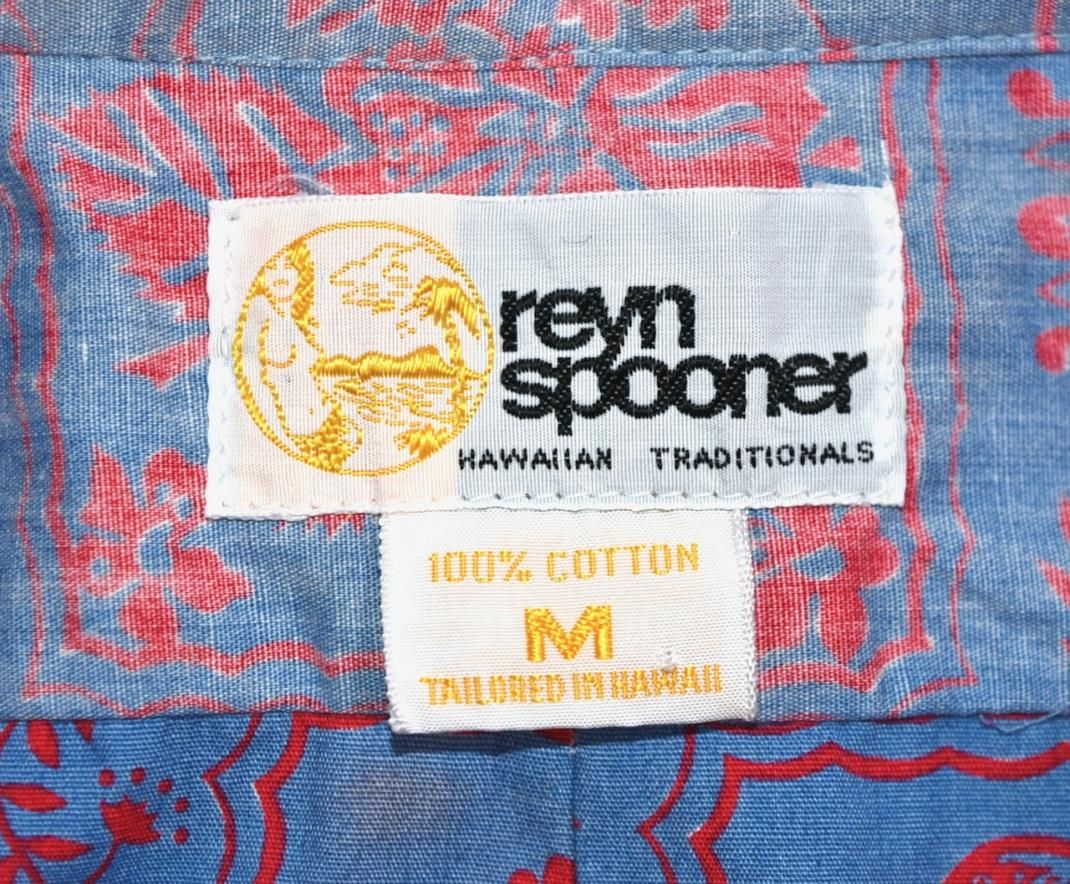 reyn
spooner
HAWAIIAN TRADITIONALS
100% COTTON
M
TAILORED IN HAWAII